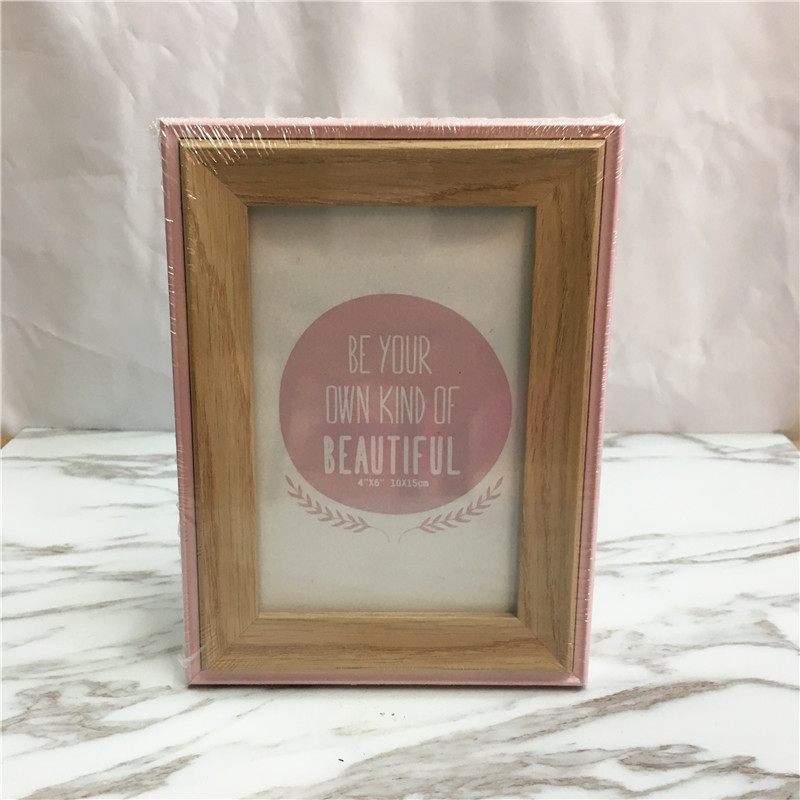 BE YOUR
OWN KIND OF
BEAUTIFUL
4"X6" 10X15cm